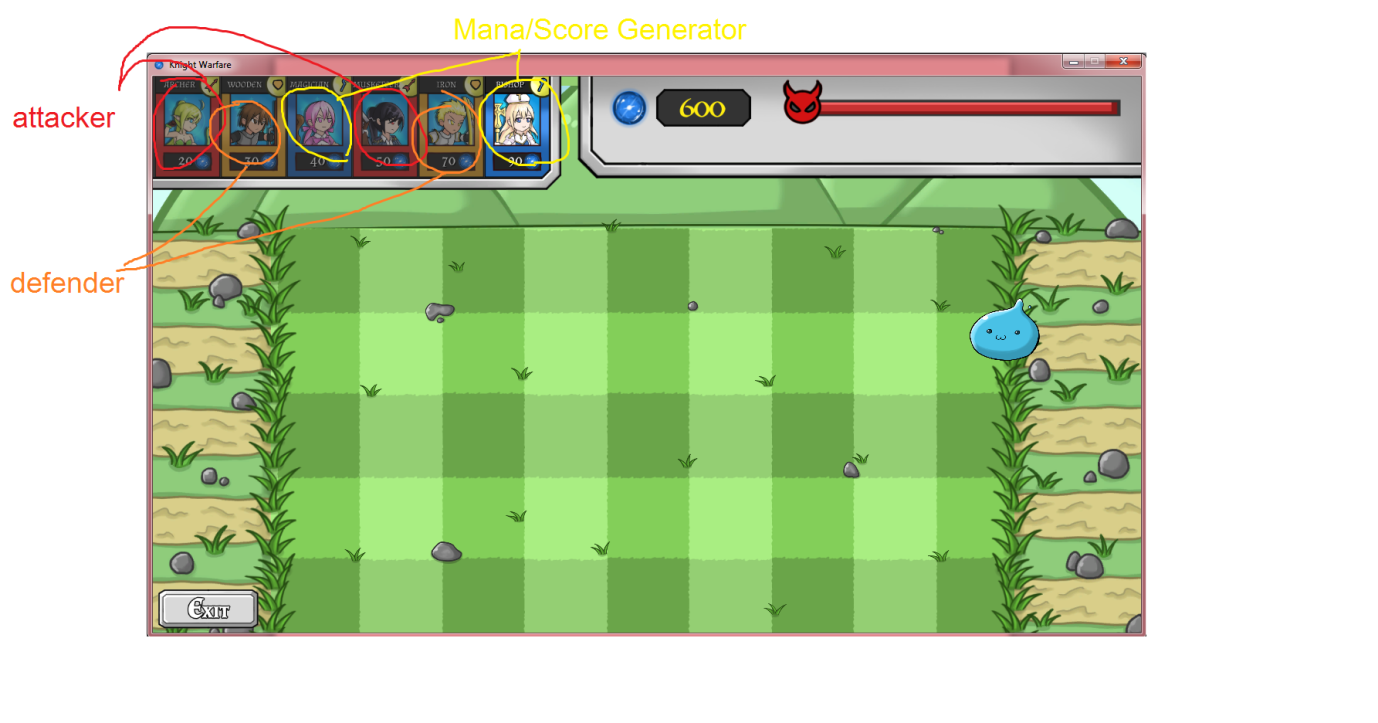 Mana/Score Generator
Knight Warfare
attacker
ARCHER WOODEN MAGICIAN MUSKETEER IRON BISHOP
20 30 40 50 70 90
600
defender
EXIT